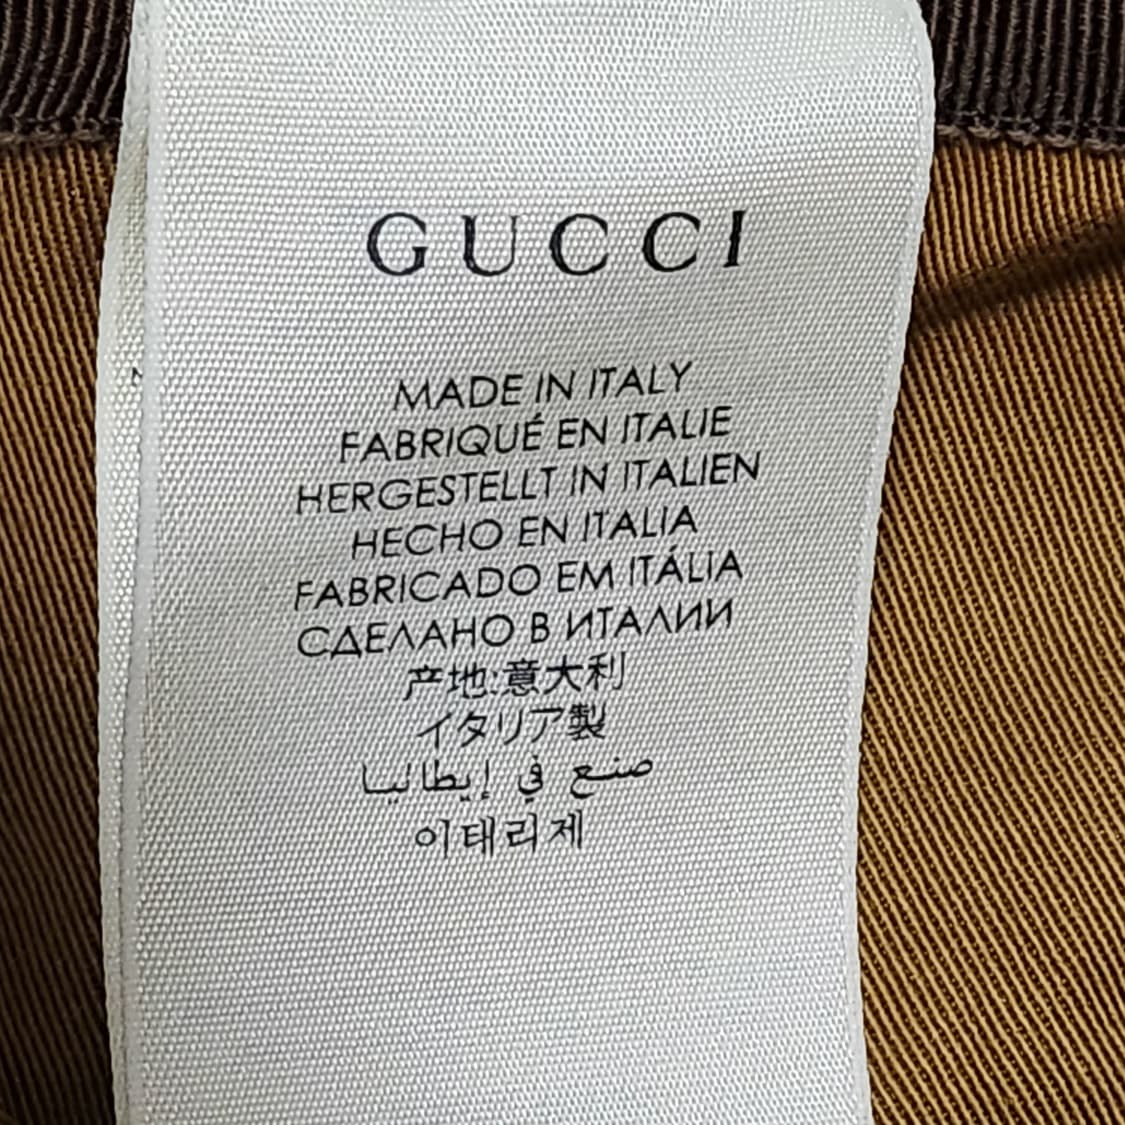 GUCCI
MADE IN ITALY
FABRIQUÉ EN ITALIE
HERGESTELLT IN ITALIEN
HECHO EN ITALIA
FABRICADO EM ITÁLIA
СДЕЛАНО В ИТАЛИИ
产地:意大利
イタリア製
صنع في إيطاليا
이태리제